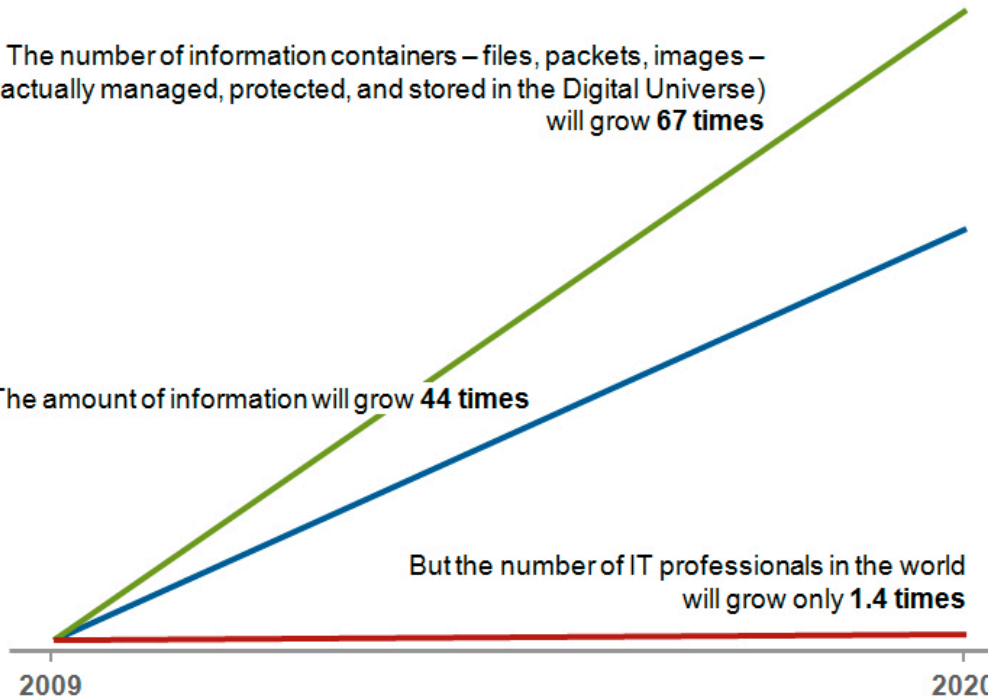 The number of information containers – files, packets, images –
actually managed, protected, and stored in the Digital Universe)
will grow 67 times
The amount of information will grow 44 times
But the number of IT professionals in the world
will grow only 1.4 times
2009
2020